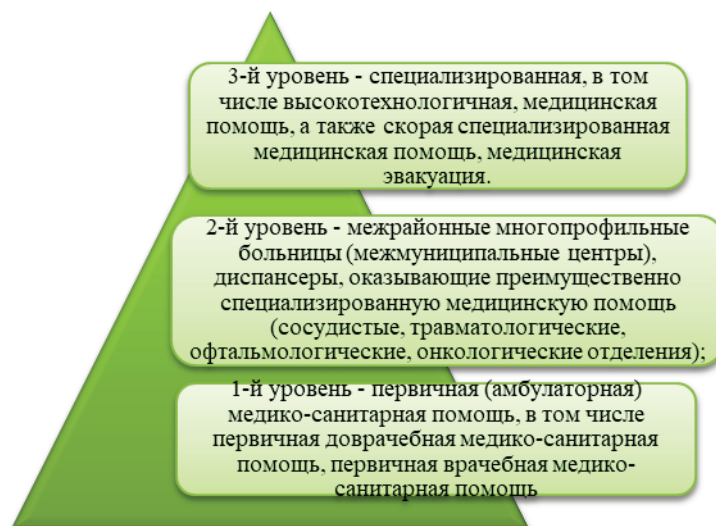 3-й уровень - специализированная, в том
числе высокотехнологичная, медицинская
помощь, а также скорая специализированная
медицинская помощь, медицинская
эвакуация.
2-й уровень - межрайонные многопрофильные
больницы (межмуниципальные центры),
диспансеры, оказывающие преимущественно
специализированную медицинскую помощь
(сосудистые, травматологические,
офтальмологические, онкологические отделения);
1-й уровень - первичная (амбулаторная)
медико-санитарная помощь, в том числе
первичная доврачебная медико-санитарная
помощь, первичная врачебная медико-
санитарная помощь